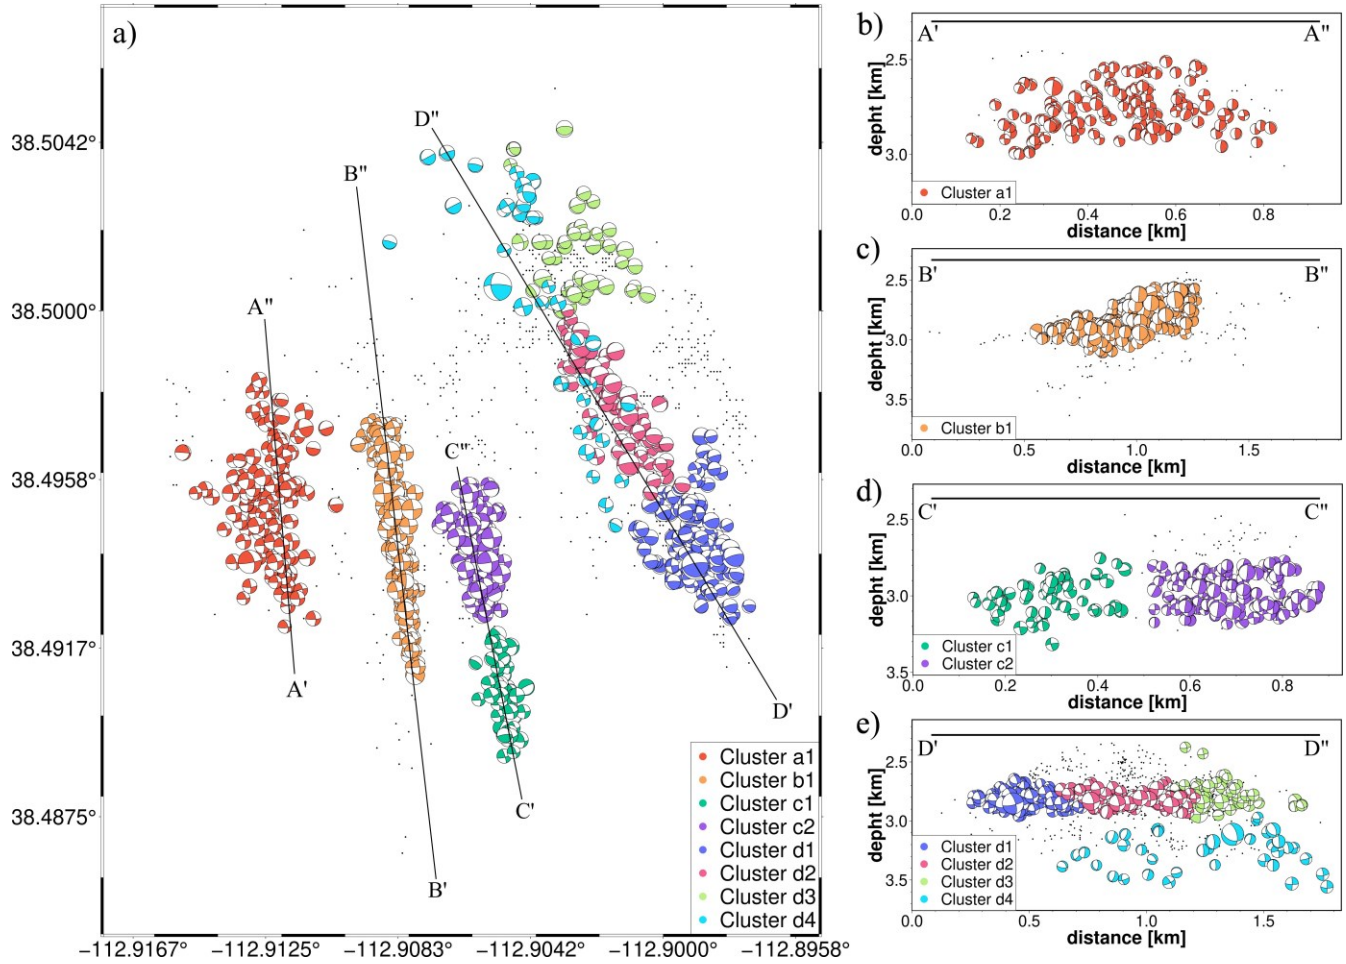 a)
38.5042°
38.5000°
38.4958°
38.4917°
38.4875°
−112.9167°
−112.9125°
−112.9083°
−112.9042°
−112.9000°
−112.8958°
D"
B"
A"
C"
A'
D'
C'
B'
Cluster a1
Cluster b1
Cluster c1
Cluster c2
Cluster d1
Cluster d2
Cluster d3
Cluster d4
b)
A'
A"
depht [km]
2.5
3.0
Cluster a1
0.0
0.2
0.4
0.6
0.8
distance [km]
c)
B'
B"
depht [km]
2.5
3.0
3.5
Cluster b1
0.5
1.0
1.5
distance [km]
d)
C'
C"
depht [km]
2.5
3.0
3.5
Cluster c1
Cluster c2
0.0
0.2
0.4
0.6
0.8
distance [km]
e)
D'
D"
depht [km]
2.5
3.0
3.5
Cluster d1
Cluster d2
Cluster d3
Cluster d4
0.0
0.5
1.0
1.5
distance [km]